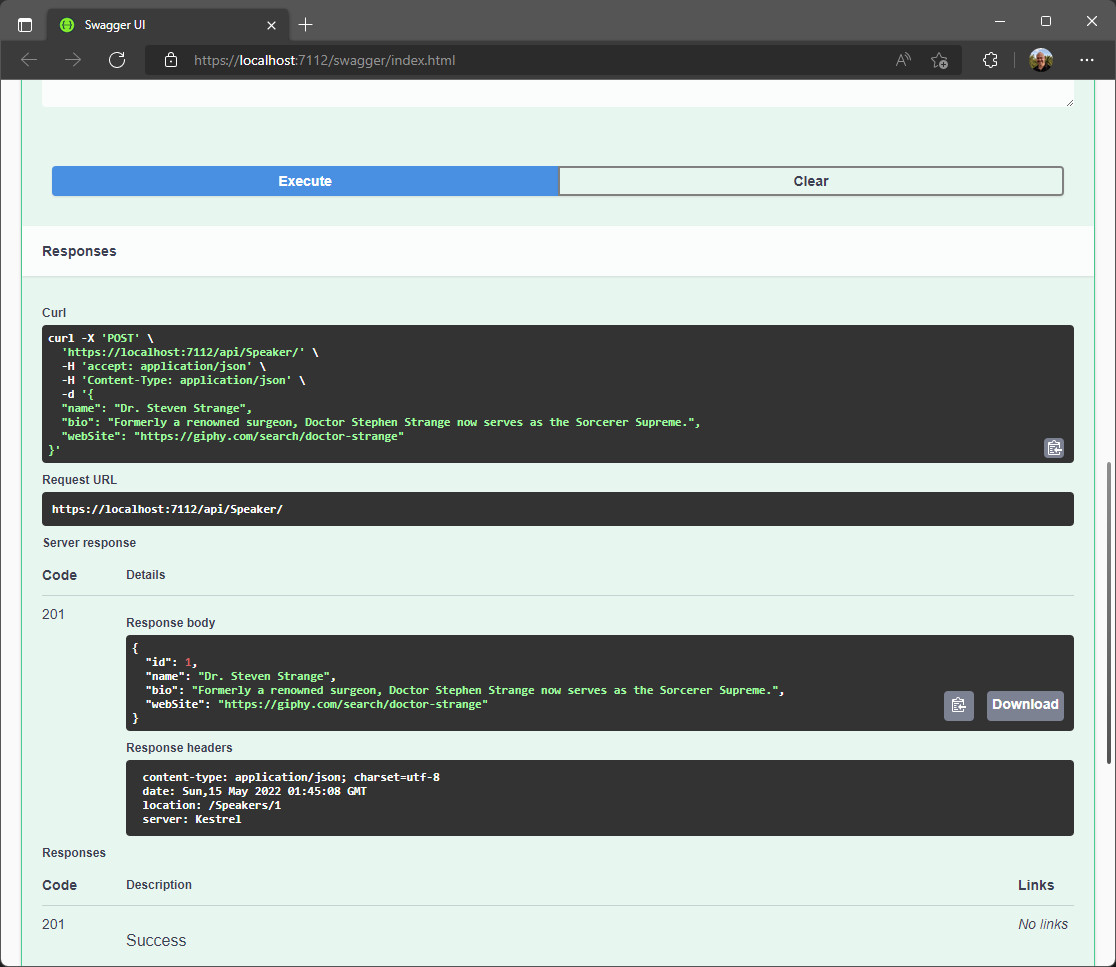 Swagger UI
https://localhost:7112/swagger/index.html
Execute
Clear
Responses
Curl
curl -X 'POST' \
'https://localhost:7112/api/Speaker/' \
-H 'accept: application/json' \
-H 'Content-Type: application/json' \
-d '{
"name": "Dr. Steven Strange",
"bio": "Formerly a renowned surgeon, Doctor Stephen Strange now serves as the Sorcerer Supreme.",
"webSite": "https://giphy.com/search/doctor-strange"
}'
Request URL
https://localhost:7112/api/Speaker/
Server response
Code Details
201
Response body
{
"id": 1,
"name": "Dr. Steven Strange",
"bio": "Formerly a renowned surgeon, Doctor Stephen Strange now serves as the Sorcerer Supreme.",
"webSite": "https://giphy.com/search/doctor-strange"
}
Download
Response headers
content-type: application/json; charset=utf-8
date: Sun,15 May 2022 01:45:08 GMT
location: /Speakers/1
server: Kestrel
Responses
Code Description Links
201 No links
Success